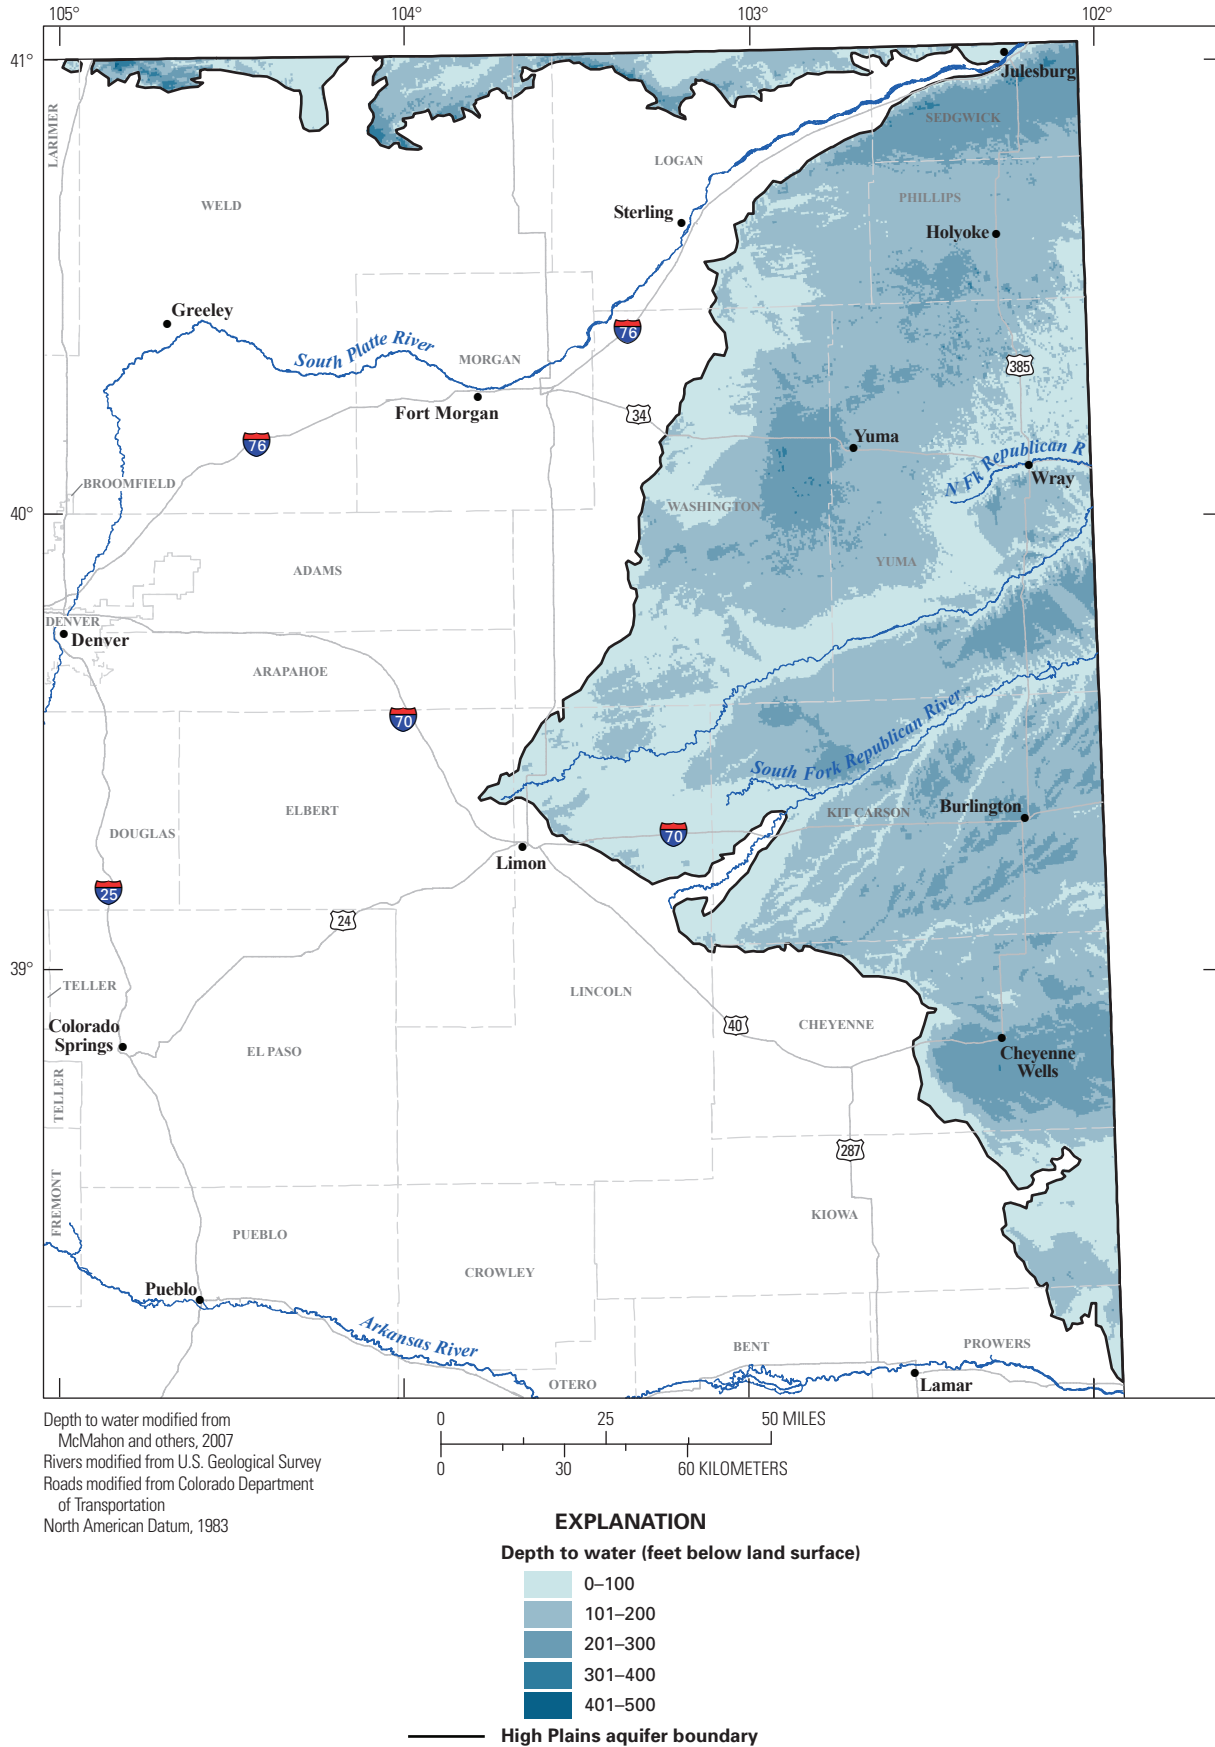 105°
104°
103°
102°
41°
Julesburg
LARIMER
SEDGWICK
LOGAN
WELD
PHILLIPS
Sterling
Holyoke
Greeley
South Platte River
76
MORGAN
385
Fort Morgan
34
76
Yuma
N Fk Republican R
Wray
BROOMFIELD
WASHINGTON
40°
YUMA
ADAMS
DENVER
Denver
ARAPAHOE
70
South Fork Republican River
ELBERT
KIT CARSON
Burlington
DOUGLAS
70
Limon
25
24
39°
TELLER
LINCOLN
Colorado
Springs
40
CHEYENNE
EL PASO
Cheyenne
Wells
TELLER
287
FREMONT
KIOWA
PUEBLO
CROWLEY
Pueblo
Arkansas River
BENT
PROWERS
OTERO
Lamar
Depth to water modified from
McMahon and others, 2007
Rivers modified from U.S. Geological Survey
Roads modified from Colorado Department
of Transportation
North American Datum, 1983
0 25 50 MILES
0 30 60 KILOMETERS
EXPLANATION
Depth to water (feet below land surface)
0–100
101–200
201–300
301–400
401–500
High Plains aquifer boundary